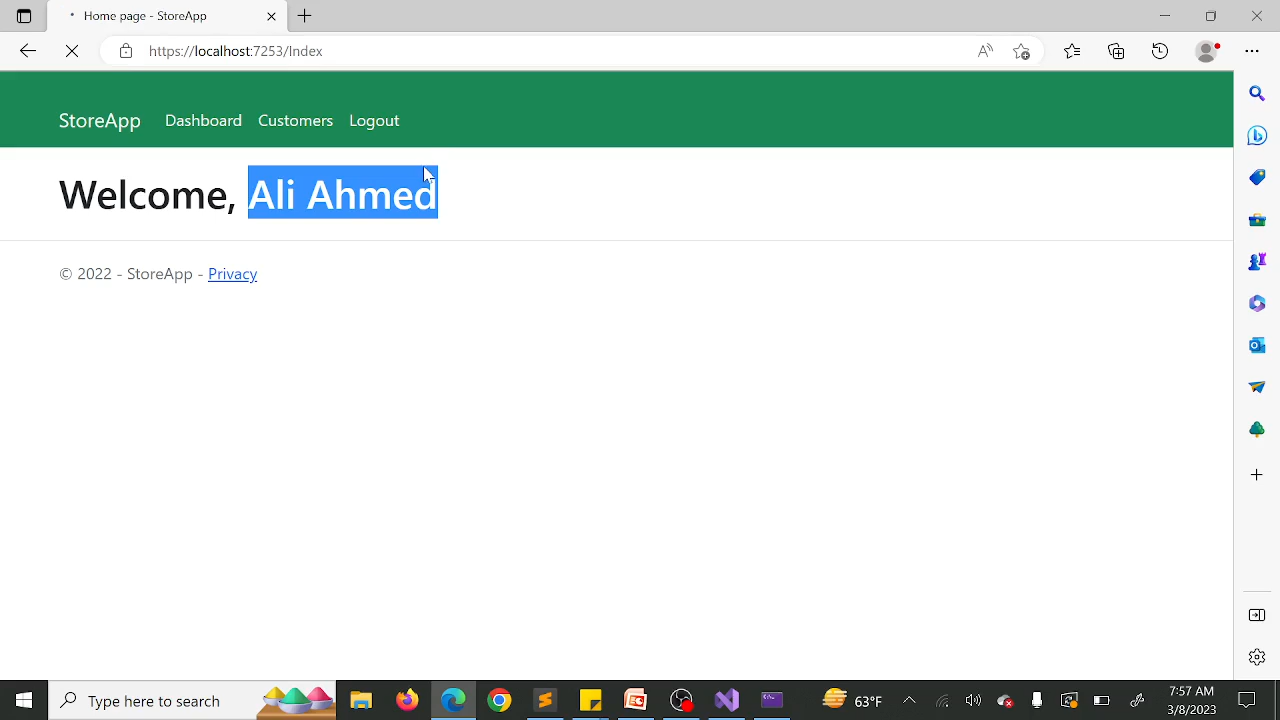 Home page - StoreApp
https://localhost:7253/Index
StoreApp Dashboard Customers Logout
Welcome, Ali Ahmed
© 2022 - StoreApp - Privacy
Type here to search
63°F
7:57 AM
3/8/2023